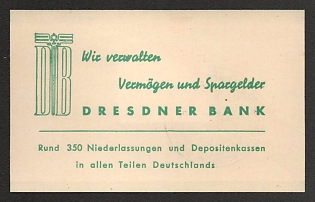 DB
Wir verwalten
Vermögen und Spargelder
DRESDNER BANK
Rund 350 Niederlassungen und Depositenkassen
in allen Teilen Deutschlands